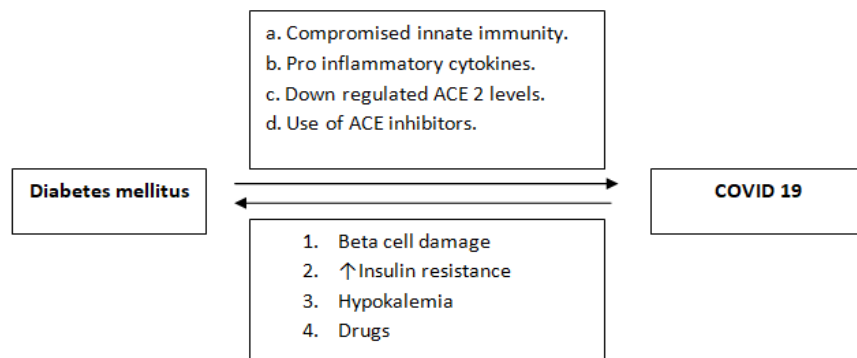 a. Compromised innate immunity.
b. Pro inflammatory cytokines.
c. Down regulated ACE 2 levels.
d. Use of ACE inhibitors.
Diabetes mellitus
COVID 19
1. Beta cell damage
2. ↑Insulin resistance
3. Hypokalemia
4. Drugs